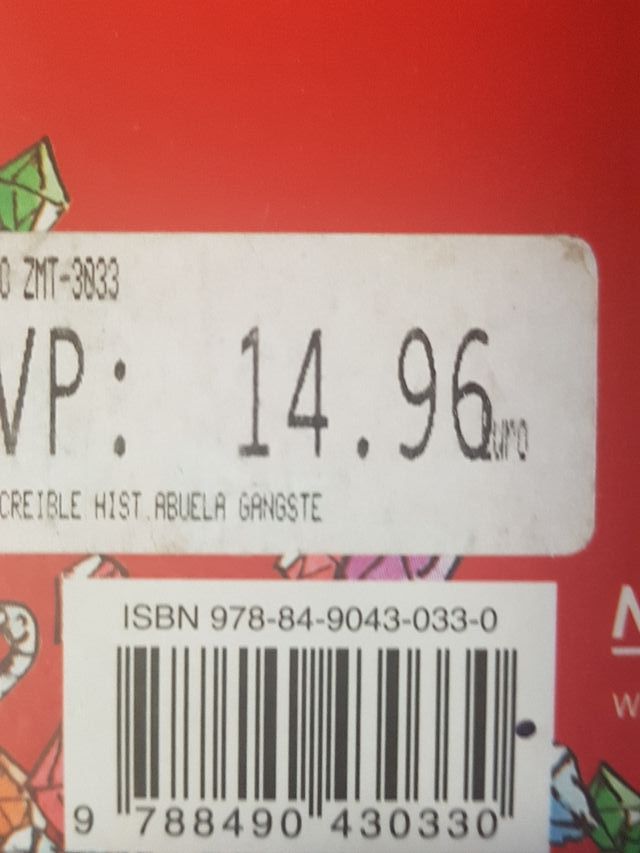 O ZMT-3033
VP: 14.96 Euro
CREIBLE HIST.ABUELA GANGSTE
ISBN 978-84-9043-033-0
9 788490 430330